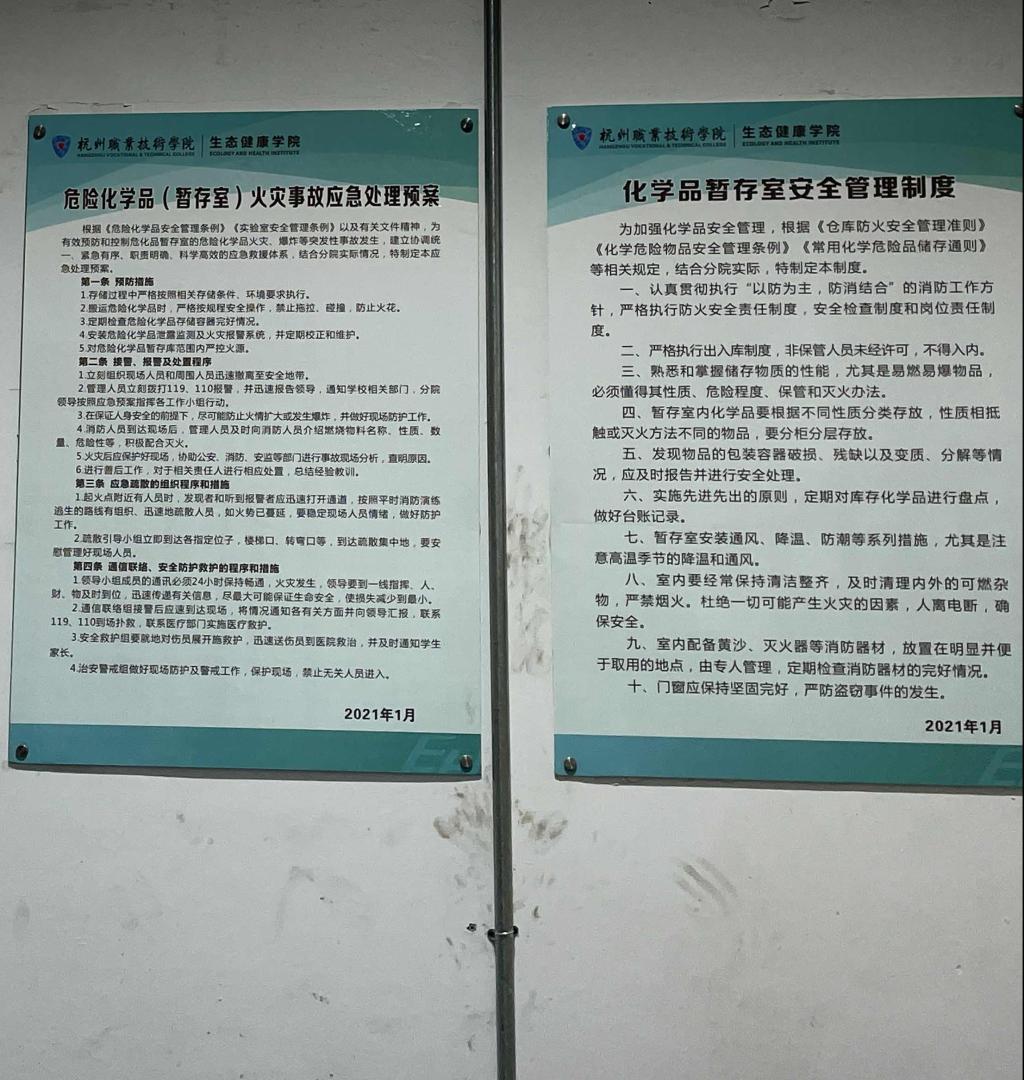 杭州職業技術學院 生态健康学院
HANGZHOU VOCATIONAL & TECHNICAL COLLEGE ECOLOGY AND HEALTH INSTITUTE
危险化学品（暂存室）火灾事故应急处理预案
根据《危险化学品安全管理条例》《实验室安全管理条例》以及有关文件精神，为
有效预防和控制危化品暂存室的危险化学品火灾、爆炸等突发性事故发生，建立协调统
一、紧急有序、职责明确、科学高效的应急救援体系，结合分院实际情况，特制定本应
急处理预案。
第一条 预防措施
1.存储过程中严格按照相关存储条件、环境要求执行。
2.搬运危险化学品时，严格按规程安全操作，禁止拖拉、碰撞，防止火花。
3.定期检查危险化学品存储容器完好情况。
4.安装危险化学品泄露监测及火灾报警系统，并定期校正和维护。
5.对危险化学品暂存库范围内严控火源。
第二条 接警、报警及处置程序
1.立刻组织现场人员和周围人员迅速撤离至安全地带。
2.管理人员立刻拨打119、110报警，并迅速报告领导，通知学校相关部门，分院
领导按照应急预案指挥各工作小组行动。
3.在保证人身安全的前提下，尽可能防止火情扩大或发生爆炸，并做好现场防护工作。
4.消防人员到达现场后，管理人员及时向消防人员介绍燃烧物料名称、性质、数
量、危险性等，积极配合灭火。
5.火灾后应保护好现场，协助公安、消防、安监等部门进行事故现场分析，查明原因。
6.进行善后工作，对于相关责任人进行相应处置，总结经验教训。
第三条 应急疏散的组织程序和措施
1.起火点附近有人员时，发现者和听到报警者应迅速打开通道，按照平时消防演练
逃生的路线有组织、迅速地疏散人员，如火势已蔓延，要稳定现场人员情绪，做好防护
工作。
2.疏散引导小组立即到达各指定位子，楼梯口、转弯口等，到达疏散集中地，要安
慰管理好现场人员。
第四条 通信联络、安全防护救护的程序和措施
1.领导小组成员的通讯必须24小时保持畅通，火灾发生，领导要到一线指挥，人、
财、物及时到位，迅速传递有关信息，尽最大可能保证生命安全，使损失减少到最小。
2.通信联络组接警后应速到达现场，将情况通知各有关方面并向领导汇报，联系
119、110到场扑救，联系医疗部门实施医疗救护。
3.安全救护组要就地对伤员展开施救护，迅速送伤员到医院救治，并及时通知学生
家长。
4.治安警戒组做好现场防护及警戒工作，保护现场，禁止无关人员进入。
2021年1月
杭州職業技術學院 生态健康学院
HANGZHOU VOCATIONAL & TECHNICAL COLLEGE ECOLOGY AND HEALTH INSTITUTE
化学品暂存室安全管理制度
为加强化学品安全管理，根据《仓库防火安全管理准则》
《化学危险物品安全管理条例》《常用化学危险品储存通则》
等相关规定，结合分院实际，特制定本制度。
一、认真贯彻执行“以防为主，防消结合”的消防工作方
针，严格执行防火安全责任制度，安全检查制度和岗位责任制
度。
二、严格执行出入库制度，非保管人员未经许可，不得入内。
三、熟悉和掌握储存物质的性能，尤其是易燃易爆物品，
必须懂得其性质、危险程度、保管和灭火办法。
四、暂存室内化学品要根据不同性质分类存放，性质相抵
触或灭火方法不同的物品，要分柜分层存放。
五、发现物品的包装容器破损、残缺以及变质、分解等情
况，应及时报告并进行安全处理。
六、实施先进先出的原则，定期对库存化学品进行盘点，
做好台账记录。
七、暂存室安装通风、降温、防潮等系列措施，尤其是注
意高温季节的降温和通风。
八、室内要经常保持清洁整齐，及时清理内外的可燃杂
物，严禁烟火。杜绝一切可能产生火灾的因素，人离电断，确
保安全。
九、室内配备黄沙、灭火器等消防器材，放置在明显并便
于取用的地点，由专人管理，定期检查消防器材的完好情况。
十、门窗应保持坚固完好，严防盗窃事件的发生。
2021年1月